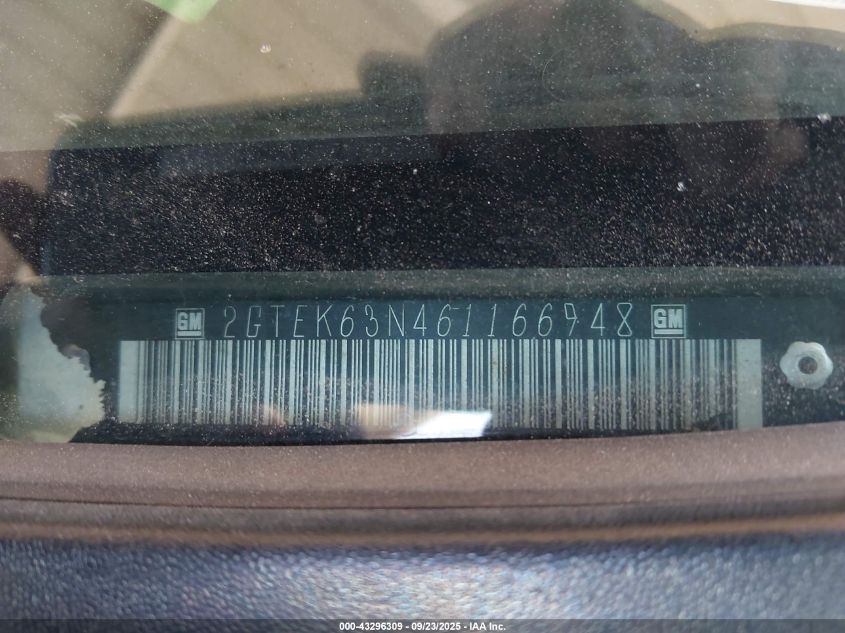 GM 2GTEK63N461166948 GM
000-43296309 - 09/23/2025 - IAA Inc.